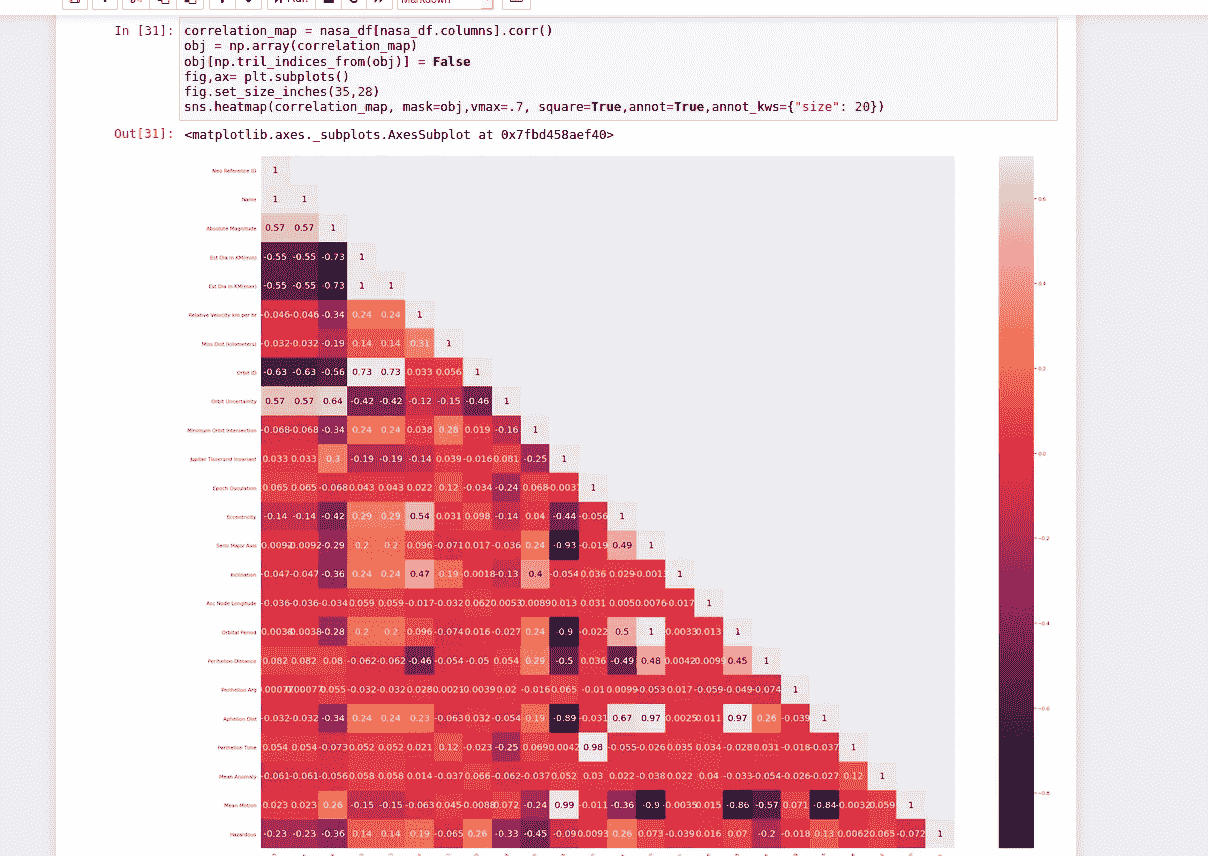 Run
Markdown
In [31]:
correlation_map = nasa_df[nasa_df.columns].corr()
obj = np.array(correlation_map)
obj[np.tril_indices_from(obj)] = False
fig,ax= plt.subplots()
fig.set_size_inches(35,28)
sns.heatmap(correlation_map, mask=obj,vmax=.7, square=True,annot=True,annot_kws={"size": 20})
Out[31]: <matplotlib.axes._subplots.AxesSubplot at 0x7fbd458aef40>
Neo Reference ID 1
Name 1 1
Absolute Magnitude 0.57 0.57 1
Est Dia in KM(min) -0.55 -0.55 -0.73 1
Est Dia in KM(max) -0.55 -0.55 -0.73 1 1
Relative Velocity km per hr -0.046 -0.046 -0.34 0.24 0.24 1
Miss Dist.(kilometers) -0.032 -0.032 -0.19 0.14 0.14 0.31 1
Orbit ID -0.63 -0.63 -0.56 0.73 0.73 0.033 0.056 1
Orbit Uncertainity 0.57 0.57 0.64 -0.42 -0.42 -0.12 -0.15 -0.46 1
Minimum Orbit Intersection -0.068 -0.068 -0.34 0.24 0.24 0.038 0.28 0.019 -0.16 1
Jupiter Tisserand Invariant 0.033 0.033 0.3 -0.19 -0.19 -0.14 0.039 -0.016 0.081 -0.25 1
Epoch Osculation 0.065 0.065 -0.068 0.043 0.043 0.022 0.12 -0.034 -0.24 0.068 1
Eccentricity -0.14 -0.14 -0.42 0.29 0.29 0.54 0.031 0.098 -0.14 0.04 -0.44 -0.056 1
Semi Major Axis -0.29 0.2 0.2 0.096 -0.071 0.017 -0.036 0.24 -0.93 -0.019 0.49 1
Inclination -0.047 -0.047 -0.36 0.24 0.24 0.47 0.19 -0.0018 -0.13 0.4 -0.054 0.036 0.029 1
Asc Node Longitude -0.036 -0.036 -0.034 0.059 0.059 -0.017 -0.032 0.062 0.0053 0.0089 0.013 0.031 0.005 0.0076 -0.017 1
Orbital Period -0.28 0.2 0.2 0.096 -0.074 0.016 -0.027 0.24 -0.9 -0.022 0.5 1 0.0033 0.013 1
Perihelion Distance 0.082 0.082 0.08 -0.062 -0.062 -0.46 -0.054 -0.05 0.054 0.29 -0.5 0.036 -0.49 0.48 0.0042 0.0099 0.45 1
Perihelion Arg 0.055 -0.032 -0.032 0.028 0.0021 0.0039 0.02 -0.016 0.065 -0.01 0.0099 -0.053 0.017 -0.059 -0.049 -0.074 1
Aphelion Dist -0.032 -0.032 -0.34 0.24 0.24 0.23 -0.063 0.032 -0.054 0.19 -0.89 -0.031 0.67 0.97 0.0025 0.011 0.97 0.26 -0.039 1
Perihelion Time 0.054 0.054 -0.073 0.052 0.052 0.021 0.12 -0.023 -0.25 0.069 0.0042 0.98 -0.055 -0.026 0.035 0.034 -0.028 0.031 -0.018 -0.037 1
Mean Anomaly -0.061 -0.061 -0.056 0.058 0.058 0.014 -0.037 0.066 -0.062 -0.037 0.052 0.03 0.022 -0.038 0.022 0.04 -0.033 -0.054 -0.026 -0.027 0.12 1
Mean Motion 0.023 0.023 0.26 -0.15 -0.15 -0.063 0.045 0.0088 0.072 -0.24 0.99 -0.011 -0.36 -0.9 0.0035 0.015 -0.86 -0.57 0.071 -0.84 0.0032 0.059 1
Hazardous -0.23 -0.23 -0.36 0.14 0.14 0.19 -0.065 0.26 -0.33 -0.45 -0.09 0.0093 0.26 0.073 -0.039 0.016 0.07 -0.2 -0.018 0.13 0.0062 0.065 -0.072 1
0.6
0.4
0.2
0.0
-0.2
-0.4
-0.6
-0.8